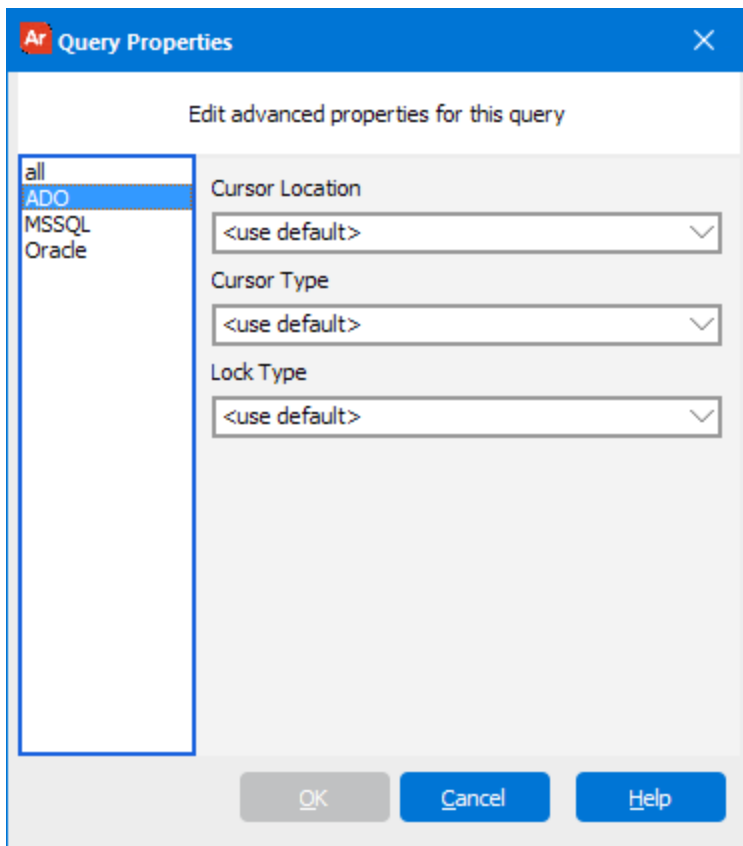 Ar Query Properties
Edit advanced properties for this query
all
ADO
MSSQL
Oracle
Cursor Location
<use default>
Cursor Type
<use default>
Lock Type
<use default>
OK Cancel Help